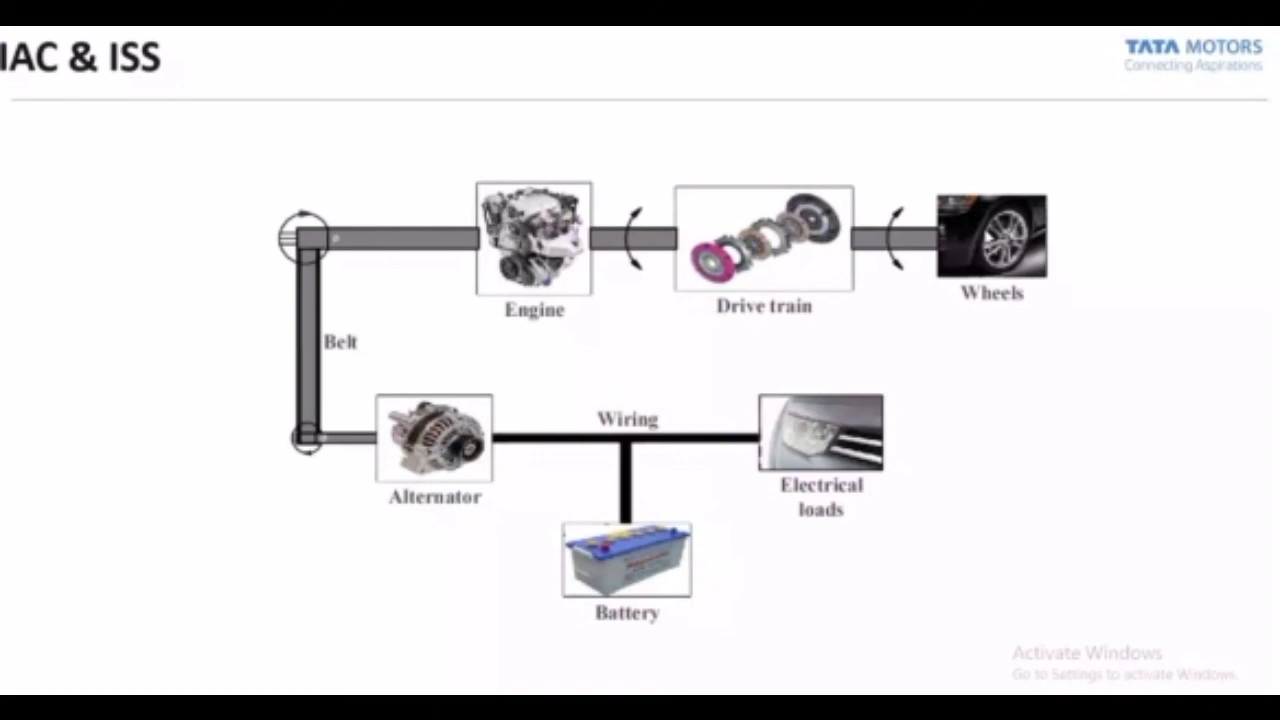 IAC & ISS
TATA MOTORS
Connecting Aspirations
Engine
Drive train
Wheels
Belt
Wiring
Alternator
Electrical
loads
Battery
Activate Windows
Go to Settings to activate Windows.